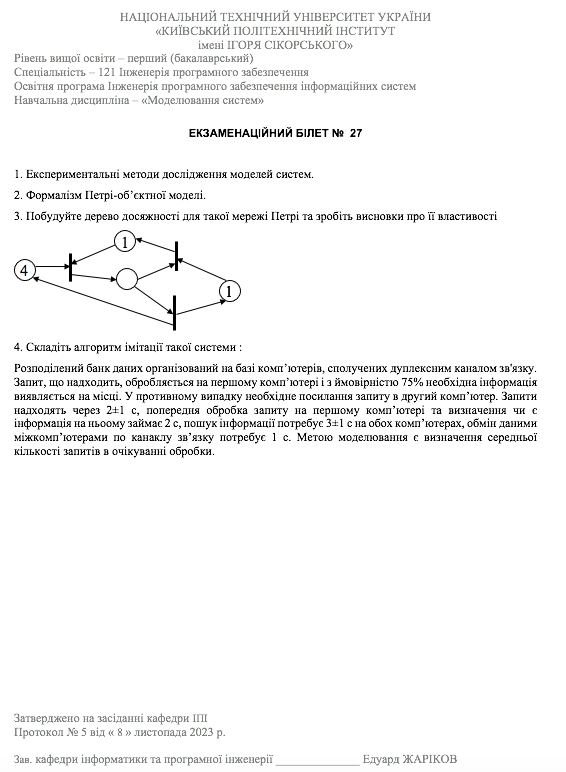 НАЦІОНАЛЬНИЙ ТЕХНІЧНИЙ УНІВЕРСИТЕТ УКРАЇНИ
«КИЇВСЬКИЙ ПОЛІТЕХНІЧНИЙ ІНСТИТУТ
імені ІГОРЯ СІКОРСЬКОГО»
Рівень вищої освіти – перший (бакалаврський)
Спеціальність – 121 Інженерія програмного забезпечення
Освітня програма Інженерія програмного забезпечення інформаційних систем
Навчальна дисципліна – «Моделювання систем»
ЕКЗАМЕНАЦІЙНИЙ БІЛЕТ № 27
1. Експериментальні методи дослідження моделей систем.
2. Формалізм Петрі-об’єктної моделі.
3. Побудуйте дерево досяжності для такої мережі Петрі та зробіть висновки про її властивості
1
4
1
4. Складіть алгоритм імітації такої системи :
Розподілений банк даних організований на базі комп’ютерів, сполучених дуплексним каналом зв'язку.
Запит, що надходить, обробляється на першому комп’ютері і з ймовірністю 75% необхідна інформація
виявляється на місці. У противному випадку необхідне посилання запиту в другий комп’ютер. Запити
надходять через 2±1 с, попередня обробка запиту на першому комп’ютері та визначення чи є
інформація на ньому займає 2 с, пошук інформації потребує 3±1 с на обох комп’ютерах, обмін даними
міжкомп’ютерами по канаклу зв’язку потребує 1 с. Метою моделювання є визначення середньої
кількості запитів в очікуванні обробки.
Затверджено на засіданні кафедри ІПІ
Протокол № 5 від « 8 » листопада 2023 р.
Зав. кафедри інформатики та програмної інженерії _______________ Едуард ЖАРІКОВ